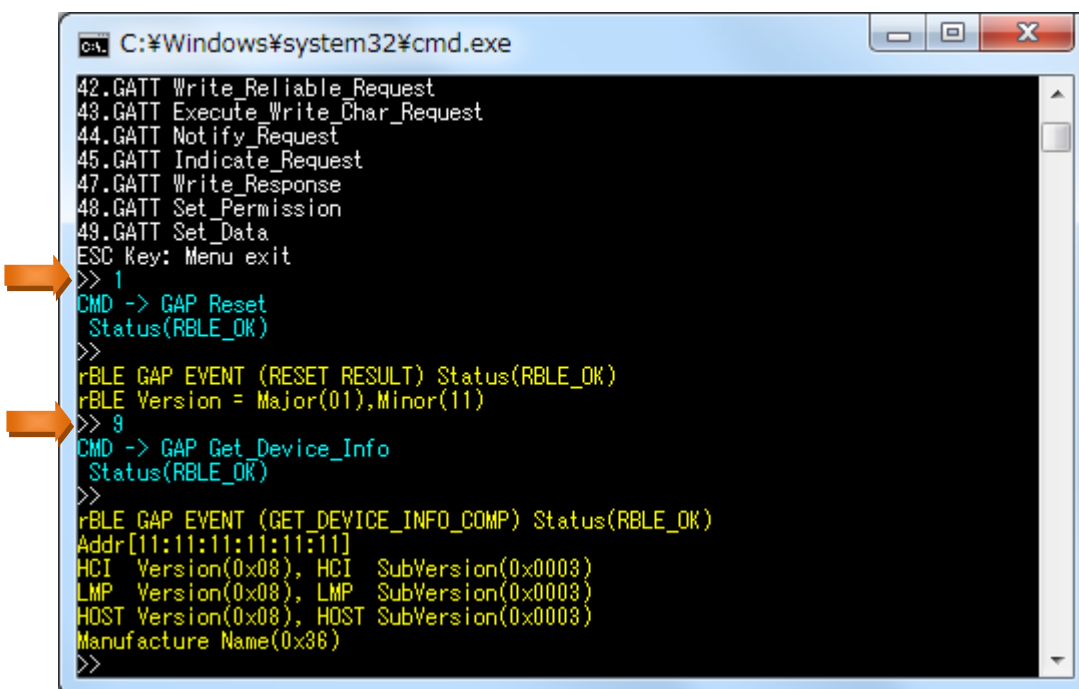 C:¥Windows¥system32¥cmd.exe
42.GATT Write_Reliable_Request
43.GATT Execute_Write_Char_Request
44.GATT Notify_Request
45.GATT Indicate_Request
47.GATT Write_Response
48.GATT Set_Permission
49.GATT Set_Data
ESC Key: Menu exit
>> 1
CMD -> GAP Reset
 Status(RBLE_OK)
>>
rBLE GAP EVENT (RESET RESULT) Status(RBLE_OK)
rBLE Version = Major(01),Minor(11)
>> 9
CMD -> GAP Get_Device_Info
 Status(RBLE_OK)
>>
rBLE GAP EVENT (GET_DEVICE_INFO_COMP) Status(RBLE_OK)
Addr[11:11:11:11:11:11]
HCI  Version(0x08), HCI  SubVersion(0x0003)
LMP  Version(0x08), LMP  SubVersion(0x0003)
HOST Version(0x08), HOST SubVersion(0x0003)
Manufacture Name(0x36)
>>